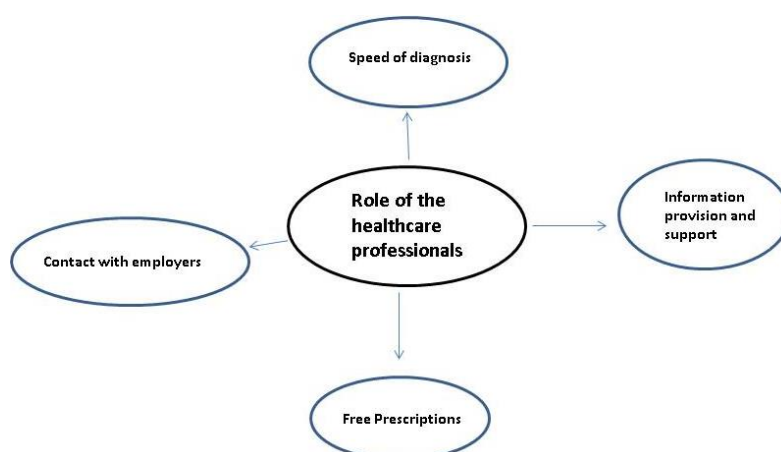 Speed of diagnosis
Role of the
healthcare
professionals
Information
provision and
support
Contact with employers
Free Prescriptions